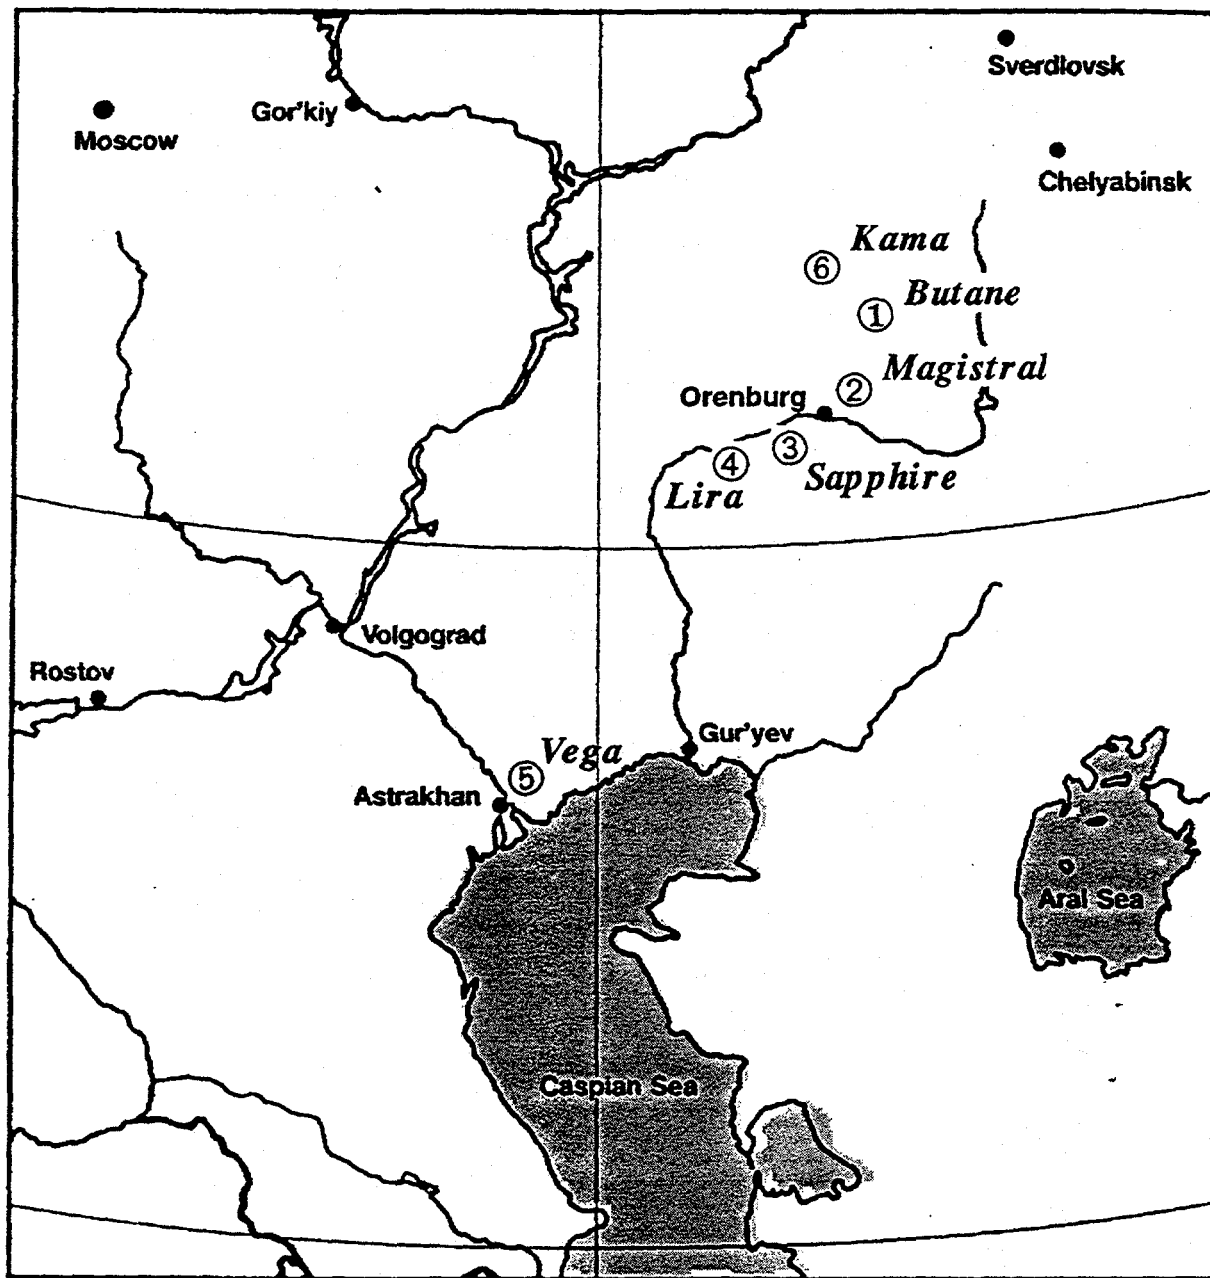 Sverdlovsk
Moscow
Gor'kiy
Chelyabinsk
Kama
⑥
Butane
①
Magistral
②
Orenburg
③
Sapphire
④
Lira
Volgograd
Rostov
Gur'yev
Vega
⑤
Astrakhan
Aral Sea
Caspian Sea